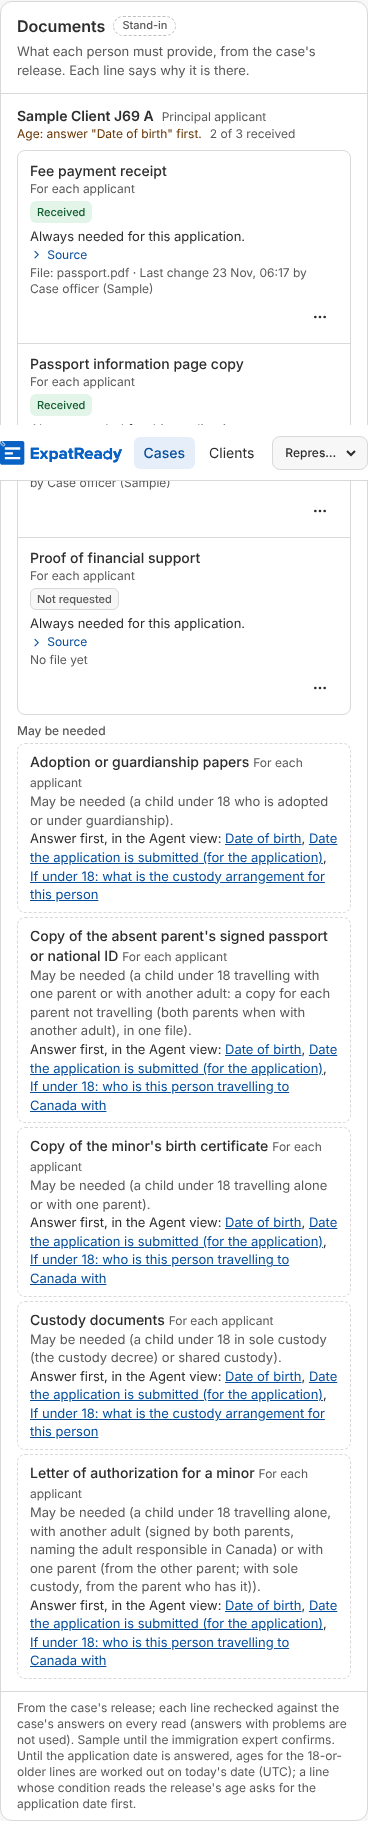 Documents Stand-in
What each person must provide, from the case's
release. Each line says why it is there.
Sample Client J69 A Principal applicant
Age: answer "Date of birth" first. 2 of 3 received
Fee payment receipt
For each applicant
Received
Always needed for this application.
Source
File: passport.pdf · Last change 23 Nov, 06:17 by
Case officer (Sample)
...
Passport information page copy
For each applicant
Received
ExpatReady Cases Clients Repres...
by Case officer (Sample)
...
Proof of financial support
For each applicant
Not requested
Always needed for this application.
Source
No file yet
...
May be needed
Adoption or guardianship papers For each
applicant
May be needed (a child under 18 who is adopted
or under guardianship).
Answer first, in the Agent view: Date of birth, Date
the application is submitted (for the application),
If under 18: what is the custody arrangement for
this person
Copy of the absent parent's signed passport
or national ID For each applicant
May be needed (a child under 18 travelling with
one parent or with another adult: a copy for each
parent not travelling (both parents when with
another adult), in one file).
Answer first, in the Agent view: Date of birth, Date
the application is submitted (for the application),
If under 18: who is this person travelling to
Canada with
Copy of the minor's birth certificate For each
applicant
May be needed (a child under 18 travelling alone
or with one parent).
Answer first, in the Agent view: Date of birth, Date
the application is submitted (for the application),
If under 18: who is this person travelling to
Canada with
Custody documents For each applicant
May be needed (a child under 18 in sole custody
(the custody decree) or shared custody).
Answer first, in the Agent view: Date of birth, Date
the application is submitted (for the application),
If under 18: what is the custody arrangement for
this person
Letter of authorization for a minor For each
applicant
May be needed (a child under 18 travelling alone,
with another adult (signed by both parents,
naming the adult responsible in Canada) or with
one parent (from the other parent; with sole
custody, from the parent who has it)).
Answer first, in the Agent view: Date of birth, Date
the application is submitted (for the application),
If under 18: who is this person travelling to
Canada with
From the case's release; each line rechecked against the
case's answers on every read (answers with problems are
not used). Sample until the immigration expert confirms.
Until the application date is answered, ages for the 18-or-
older lines are worked out on today's date (UTC); a line
whose condition reads the release's age asks for the
application date first.